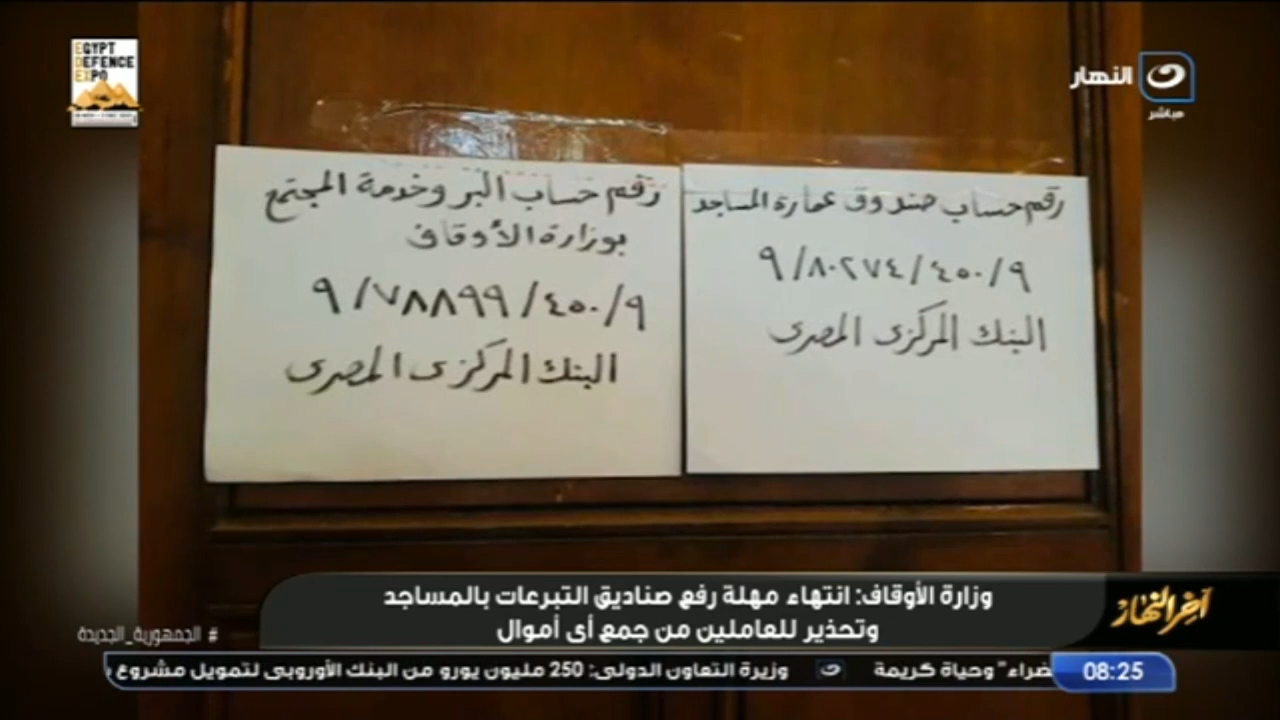 EGYPT
DEFENCE
EXPO
النهار
مباشر
رقم حساب صندوق عمارة المساجد
٩/٤٥٠/٨٠٢٧٤/٩
البنك المركزى المصرى
رقم حساب البر وخدمة المجتمع
بوزارة الأوقاف
٩/٤٥٠/٧٨٨٩٩/٩
البنك المركزى المصرى
آخر النهار
وزارة الأوقاف: انتهاء مهلة رفع صناديق التبرعات بالمساجد
وتحذير للعاملين من جمع أى أموال
# الجمهورية_الجديدة
08:25
ضراء" وحياة كريمة
وزيرة التعاون الدولى: 250 مليون يورو من البنك الأوروبى لتمويل مشروع